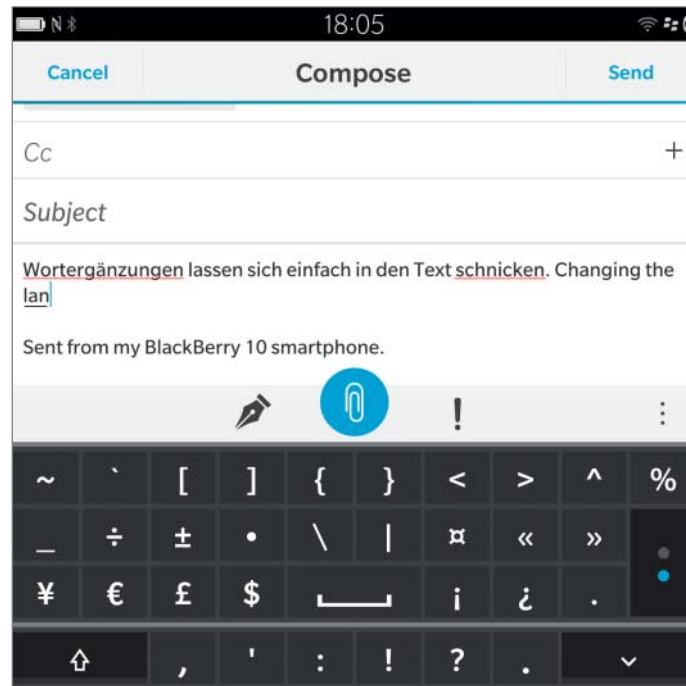 18:05
Cancel Compose Send
Cc +
Subject
Wortergänzungen lassen sich einfach in den Text schnicken. Changing the
lan
Sent from my BlackBerry 10 smartphone.
~ ` [ ] { } < > ^ %
_ ÷ ± • \ | ¤ « »
¥ € £ $ ¡ ¿ .
, ' : ! ? .